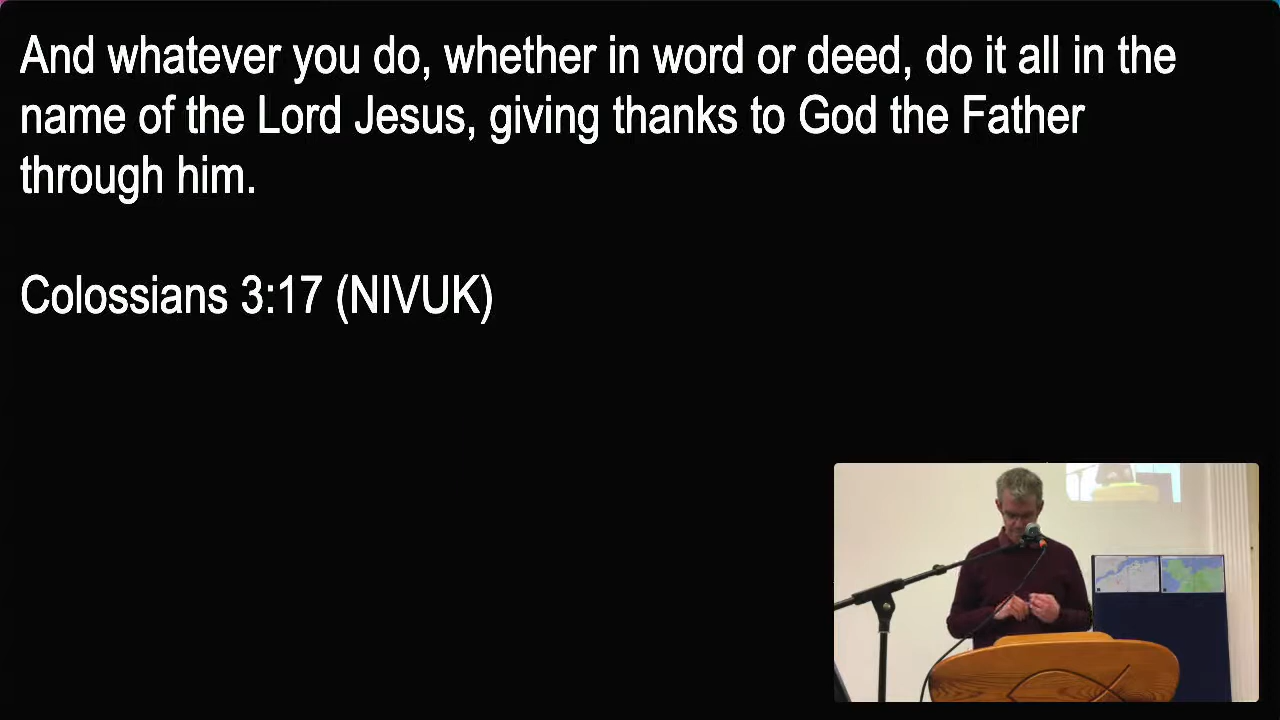 And whatever you do, whether in word or deed, do it all in the
name of the Lord Jesus, giving thanks to God the Father
through him.
Colossians 3:17 (NIVUK)